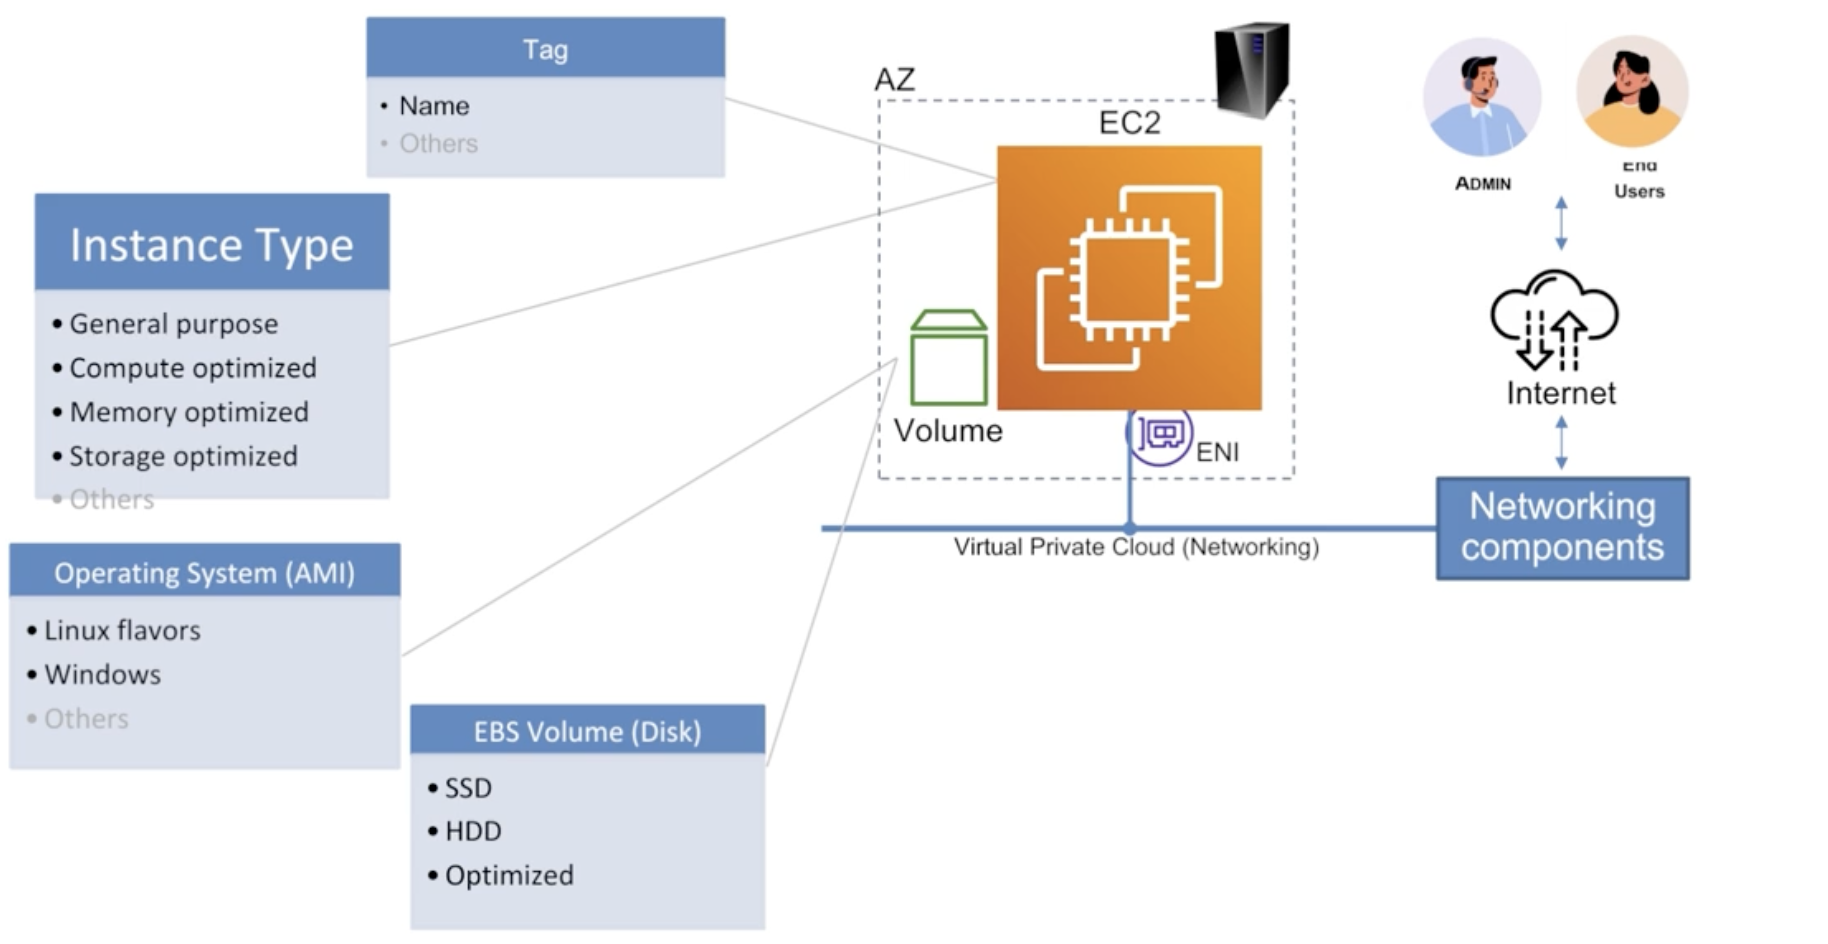 Tag
• Name
• Others
Instance Type
• General purpose
• Compute optimized
• Memory optimized
• Storage optimized
• Others
Operating System (AMI)
• Linux flavors
• Windows
• Others
EBS Volume (Disk)
• SSD
• HDD
• Optimized
AZ
EC2
Volume
ENI
Virtual Private Cloud (Networking)
ADMIN
End
Users
Internet
Networking
components